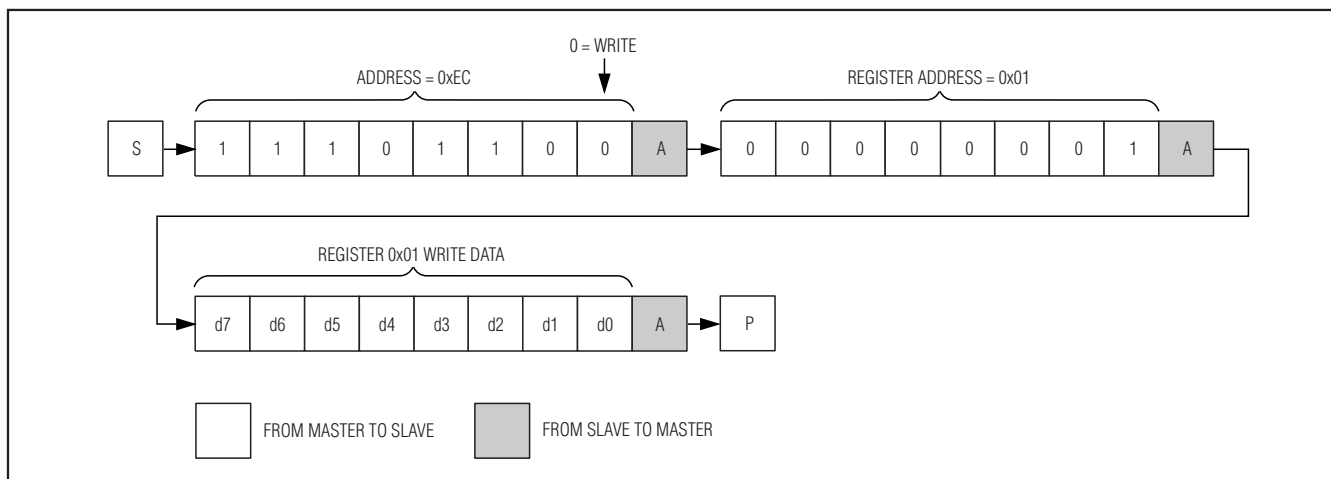 0 = WRITE
ADDRESS = 0xEC
REGISTER ADDRESS = 0x01
S 1 1 1 0 1 1 0 0 A 0 0 0 0 0 0 0 1 A
REGISTER 0x01 WRITE DATA
d7 d6 d5 d4 d3 d2 d1 d0 A P
FROM MASTER TO SLAVE
FROM SLAVE TO MASTER